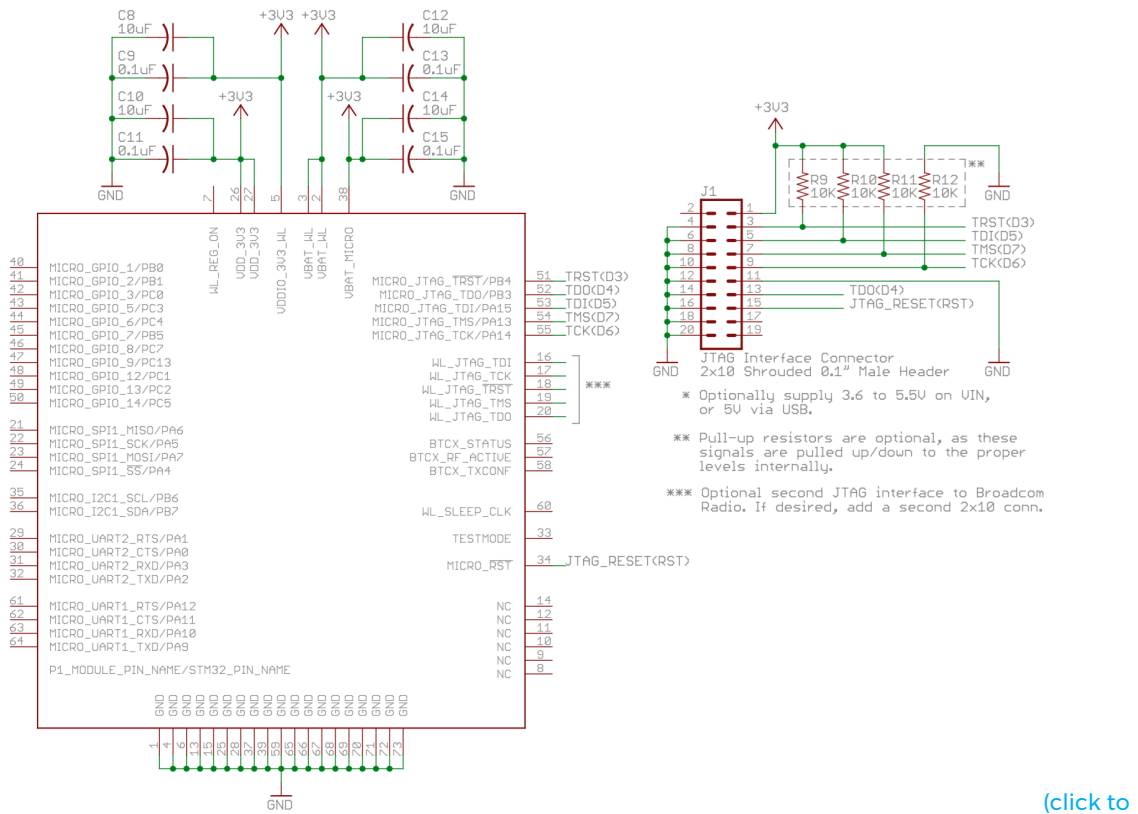 C8
10uF
C9
0.1uF
C10
10uF
C11
0.1uF
GND
+3V3
+3V3
+3V3
+3V3
C12
10uF
C13
0.1uF
C14
10uF
C15
0.1uF
GND
7
26
27
5
3
2
38
WL_REG_ON
VDD_3V3
VDD_3V3
VDDIO_3V3_WL
VBAT_WL
VBAT_WL
VBAT_MICRO
40 MICRO_GPIO_1/PB0
41 MICRO_GPIO_2/PB1
42 MICRO_GPIO_3/PC0
43 MICRO_GPIO_5/PC3
44 MICRO_GPIO_6/PC4
45 MICRO_GPIO_7/PB5
46 MICRO_GPIO_8/PC7
47 MICRO_GPIO_9/PC13
48 MICRO_GPIO_12/PC1
49 MICRO_GPIO_13/PC2
50 MICRO_GPIO_14/PC5
21 MICRO_SPI1_MISO/PA6
22 MICRO_SPI1_SCK/PA5
23 MICRO_SPI1_MOSI/PA7
24 MICRO_SPI1_SS/PA4
35 MICRO_I2C1_SCL/PB6
36 MICRO_I2C1_SDA/PB7
29 MICRO_UART2_RTS/PA1
30 MICRO_UART2_CTS/PA0
31 MICRO_UART2_RXD/PA3
32 MICRO_UART2_TXD/PA2
61 MICRO_UART1_RTS/PA12
62 MICRO_UART1_CTS/PA11
63 MICRO_UART1_RXD/PA10
64 MICRO_UART1_TXD/PA9
P1_MODULE_PIN_NAME/STM32_PIN_NAME
MICRO_JTAG_TRST/PB4 51 TRST(D3)
MICRO_JTAG_TDO/PB3 52 TDO(D4)
MICRO_JTAG_TDI/PA15 53 TDI(D5)
MICRO_JTAG_TMS/PA13 54 TMS(D7)
MICRO_JTAG_TCK/PA14 55 TCK(D6)
WL_JTAG_TDI 16
WL_JTAG_TCK 17
WL_JTAG_TRST 18 ***
WL_JTAG_TMS 19
WL_JTAG_TDO 20
BTCX_STATUS 56
BTCX_RF_ACTIVE 57
BTCX_TXCONF 58
WL_SLEEP_CLK 60
TESTMODE 33
MICRO_RST 34 JTAG_RESET(RST)
NC 14
NC 12
NC 11
NC 10
NC 9
NC 8
GND GND GND GND GND GND GND GND GND GND GND GND GND GND GND GND GND GND GND
1 4 6 13 15 25 28 37 39 59 65 66 67 68 69 70 71 72 73
GND
+3V3
**
R9 R10 R11 R12
10K 10K 10K 10K
GND
J1
2 1
4 3 TRST(D3)
6 5 TDI(D5)
8 7 TMS(D7)
10 9 TCK(D6)
12 11
14 13 TDO(D4)
16 15 JTAG_RESET(RST)
18 17
20 19
GND
GND
JTAG Interface Connector
2x10 Shrouded 0.1" Male Header
* Optionally supply 3.6 to 5.5V on VIN,
or 5V via USB.
** Pull-up resistors are optional, as these
signals are pulled up/down to the proper
levels internally.
*** Optional second JTAG interface to Broadcom
Radio. If desired, add a second 2x10 conn.
(click to